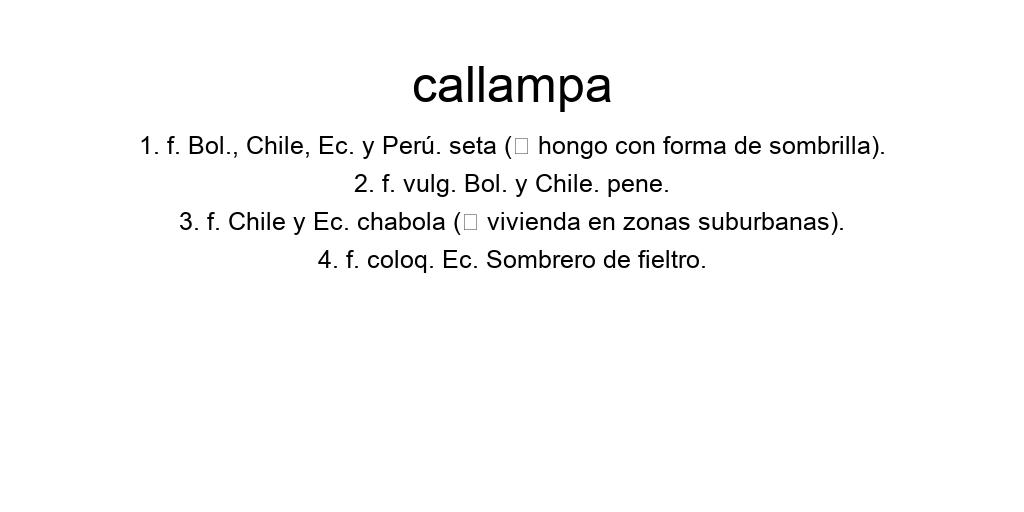 callampa
1. f. Bol., Chile, Ec. y Perú. seta (□ hongo con forma de sombrilla).
2. f. vulg. Bol. y Chile. pene.
3. f. Chile y Ec. chabola (□ vivienda en zonas suburbanas).
4. f. coloq. Ec. Sombrero de fieltro.